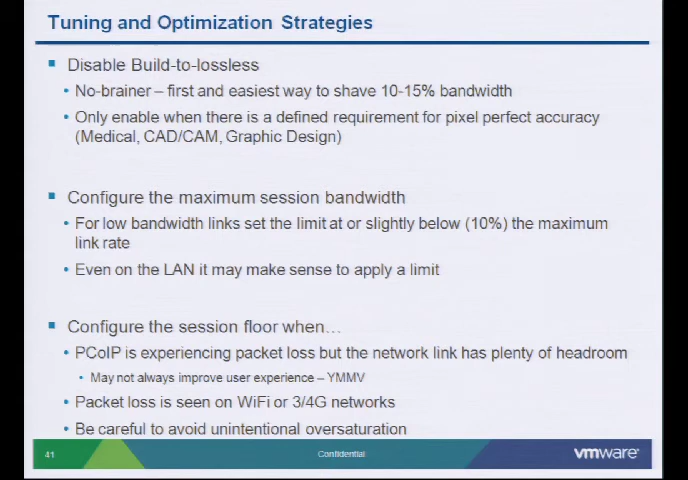 Tuning and Optimization Strategies
Disable Build-to-lossless
No-brainer – first and easiest way to shave 10-15% bandwidth
Only enable when there is a defined requirement for pixel perfect accuracy
(Medical, CAD/CAM, Graphic Design)
Configure the maximum session bandwidth
For low bandwidth links set the limit at or slightly below (10%) the maximum
link rate
Even on the LAN it may make sense to apply a limit
Configure the session floor when…
PCoIP is experiencing packet loss but the network link has plenty of headroom
May not always improve user experience – YMMV
Packet loss is seen on WiFi or 3/4G networks
Be careful to avoid unintentional oversaturation
41
Confidential
vmware